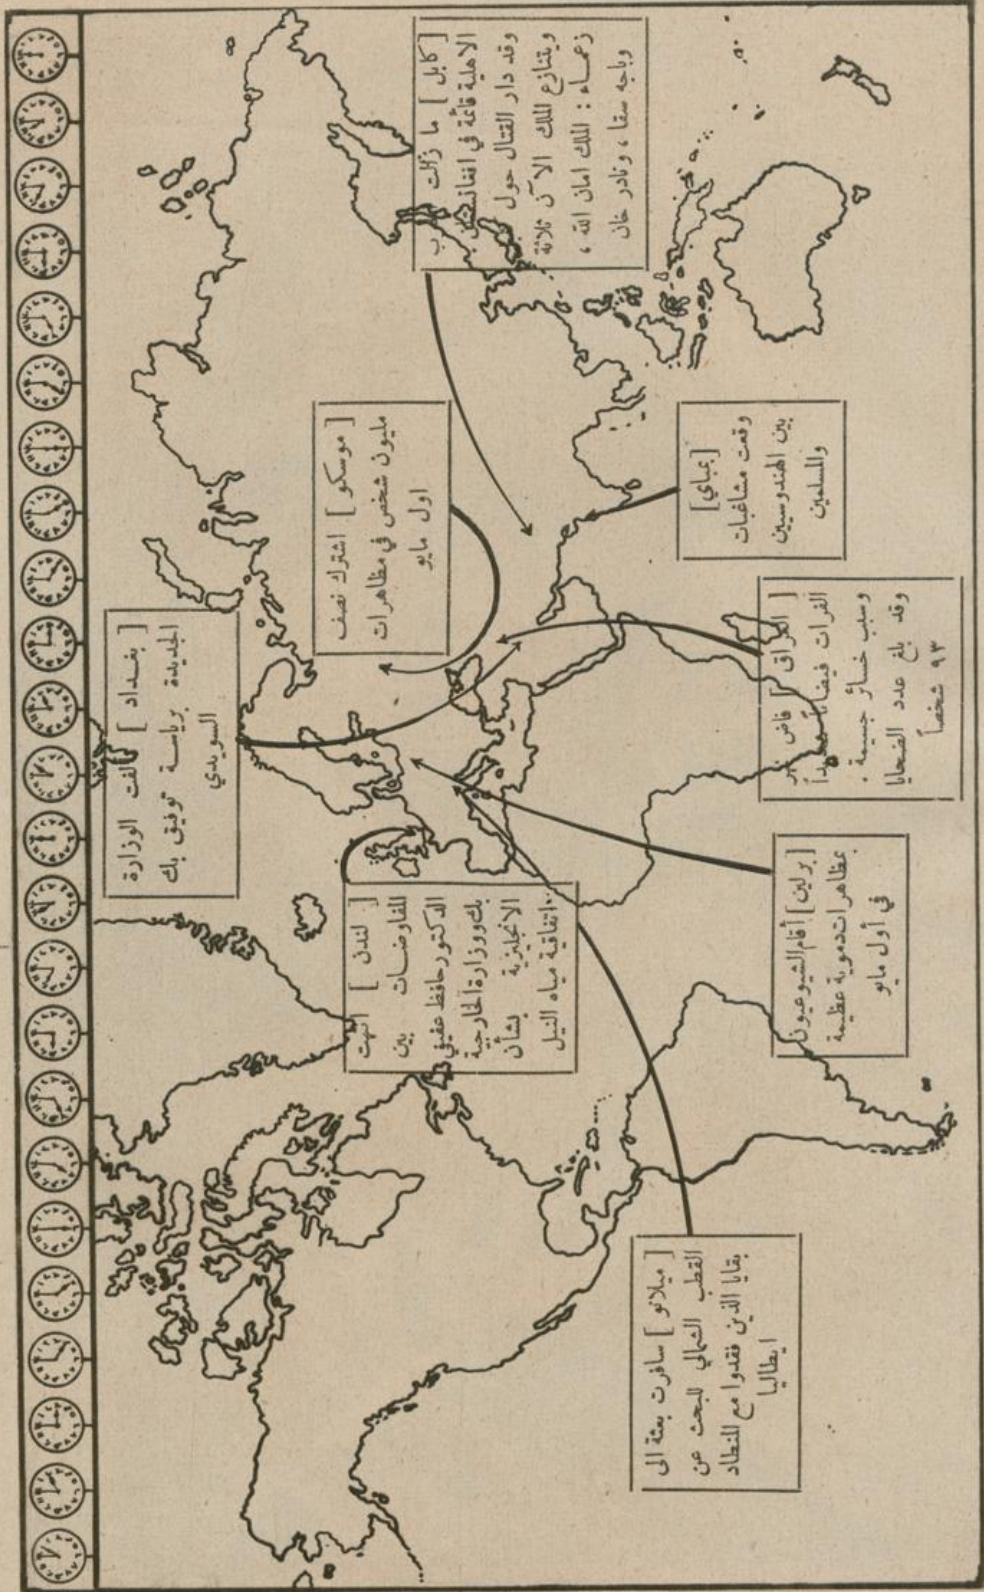 [ كابل ] ما زالت الحرب
الاهلية قائمة في افغانستان
وقد دار القتال حول
ويتنازع الملك الآن ثلاثة
زعماء : الملك امان الله ،
وباجه سقا ، ونادر خان
[ موسكو ] اشترك نصف
مليون شخص في مظاهرات
اول مايو
[بمباي]
وقعت مشاغبات
بين الهندوسيين
والمسلمين
[ بغداد ] تألفت الوزارة
الجديدة برياسة توفيق بك
السويدي
[ العراق ] فاض نهر
الفرات فيضاناً شديداً
وسبب خسائر جسيمة .
وقد بلغ عدد الضحايا
٩٣ شخصاً
[ لندن ] انتهت
المفاوضات بين
الدكتور حافظ عفيفي
بك ووزارة الخارجية
الانجليزية بشأن
اتفاقية مياه النيل
[برلين] أقام الشيوعيون
مظاهرات دموية عظيمة
في أول مايو
[ ميلانو ] سافرت بعثة الى
القطب الشمالي للبحث عن
بقايا الذين فقدوا مع المنطاد
ايطاليا